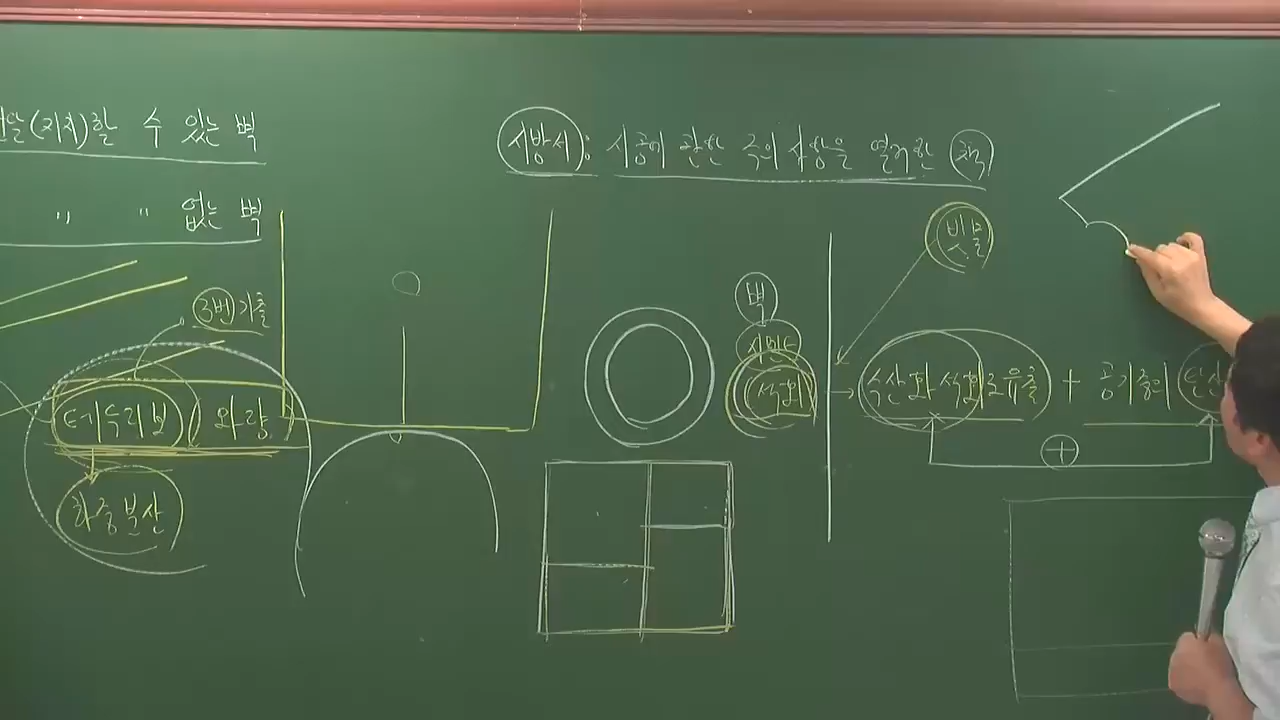 (지지)할 수 있는 벽
〃 〃 없는 벽
3번 기출
테두리보 / 와량
하중분산
시방서 : 시공에 관한 주의사항을 열거한 책
빗물
벽
시멘트
석회
→ 수산화석회로 유출 + 공기중의 탄산
+